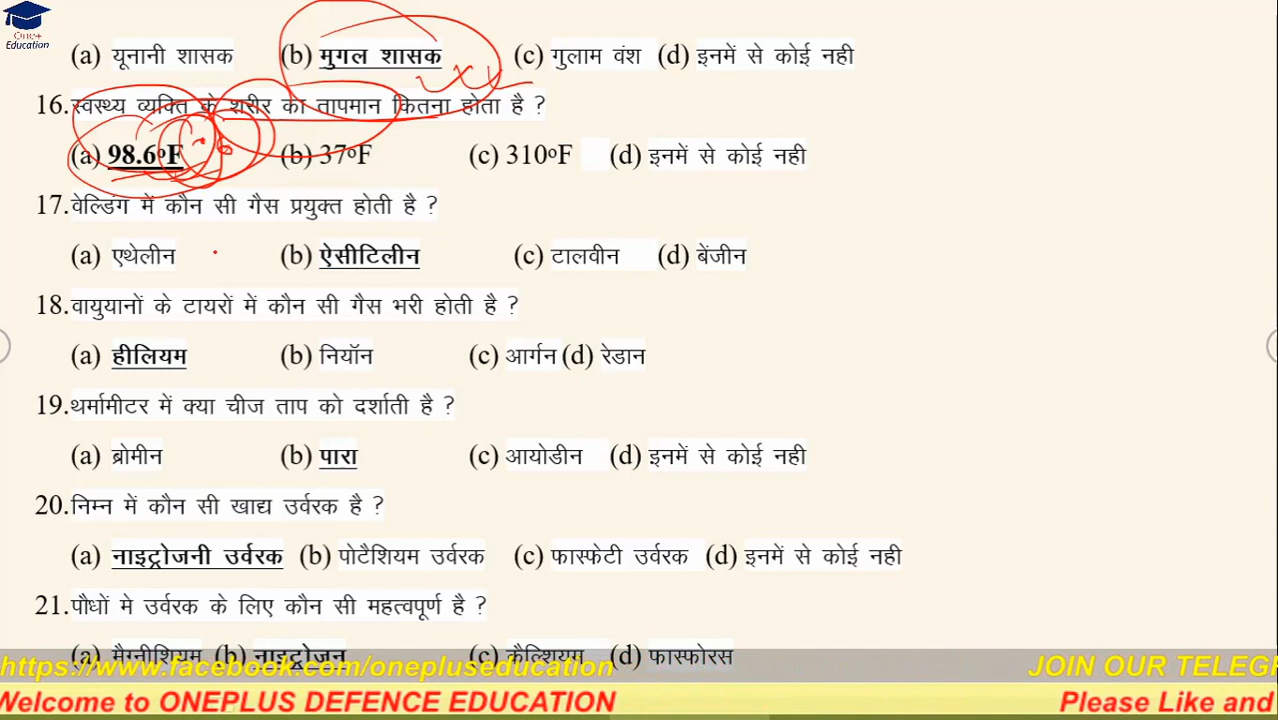 One+
Education
(a) यूनानी शासक (b) मुगल शासक (c) गुलाम वंश (d) इनमें से कोई नही
16. स्वस्थ्य व्यक्ति के शरीर का तापमान कितना होता है ?
(a) 98.6oF (b) 37oF (c) 310oF (d) इनमें से कोई नही
17. वेल्डिंग में कौन सी गैस प्रयुक्त होती है ?
(a) एथेलीन (b) ऐसीटिलीन (c) टालवीन (d) बेंजीन
18. वायुयानों के टायरों में कौन सी गैस भरी होती है ?
(a) हीलियम (b) नियॉन (c) आर्गन (d) रेडान
19. थर्मामीटर में क्या चीज ताप को दर्शाती है ?
(a) ब्रोमीन (b) पारा (c) आयोडीन (d) इनमें से कोई नही
20. निम्न में कौन सी खाद्य उर्वरक है ?
(a) नाइट्रोजनी उर्वरक (b) पोटैशियम उर्वरक (c) फास्फेटी उर्वरक (d) इनमें से कोई नही
21. पौधों मे उर्वरक के लिए कौन सी महत्वपूर्ण है ?
(a) मैग्नीशियम (b) नाइट्रोजन (c) कैल्शियम (d) फास्फोरस
https://www.facebook.com/onepluseducation JOIN OUR TELEGR
Welcome to ONEPLUS DEFENCE EDUCATION Please Like and